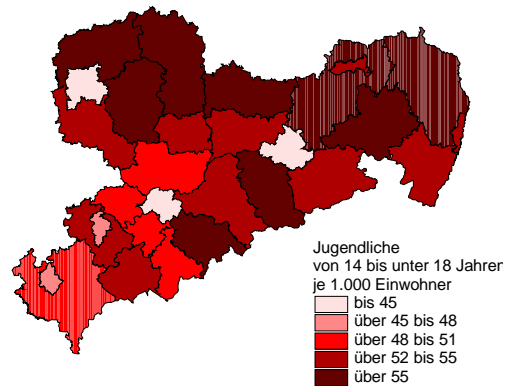 Jugendliche
von 14 bis unter 18 Jahrer
je 1.000 Einwohner
bis 45
über 45 bis 48
über 48 bis 51
über 52 bis 55
über 55